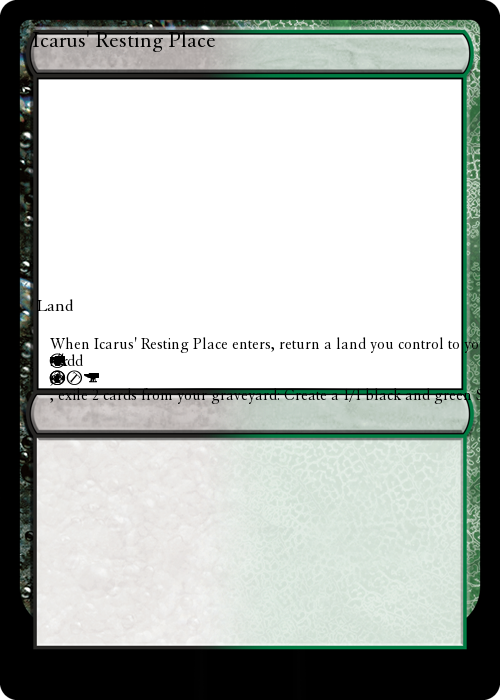 Icarus' Resting Place
Land
When Icarus' Resting Place enters, return a land you control to yo
Add
, exile 2 cards from your graveyard. Create a 1/1 black and green